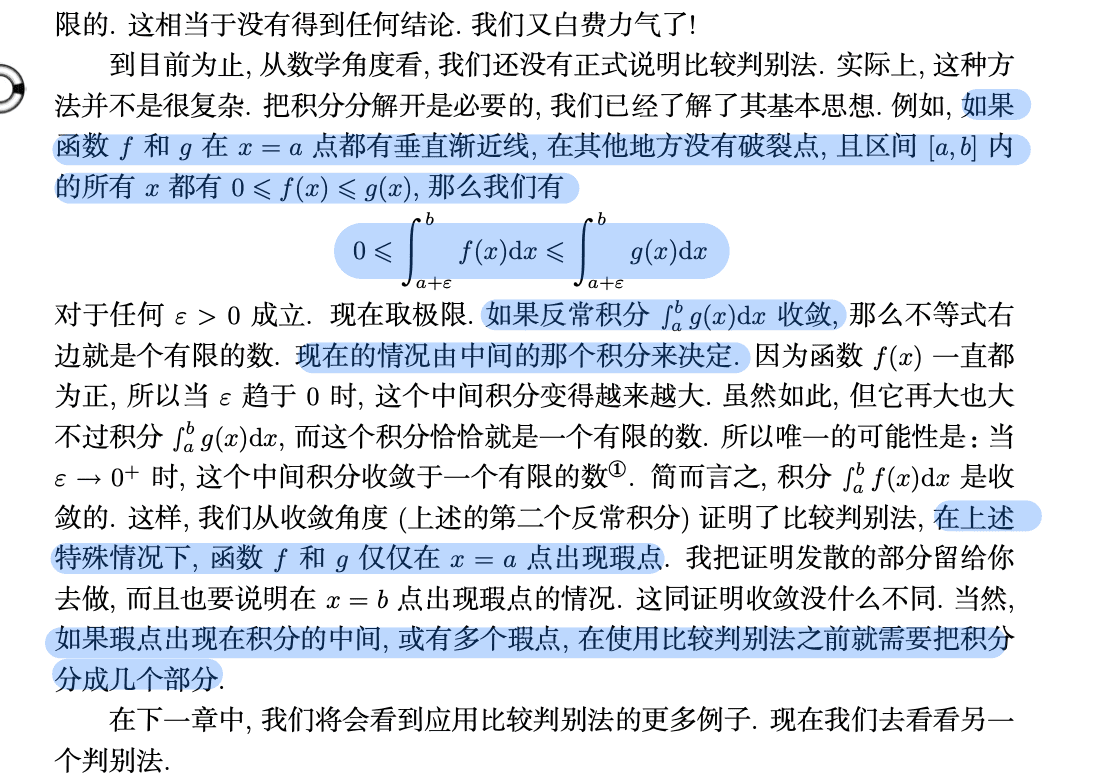 限的. 这相当于没有得到任何结论. 我们又白费力气了!
到目前为止, 从数学角度看, 我们还没有正式说明比较判别法. 实际上, 这种方
法并不是很复杂. 把积分分解开是必要的, 我们已经了解了其基本思想. 例如, 如果
函数 f 和 g 在 x = a 点都有垂直渐近线, 在其他地方没有破裂点, 且区间 [a, b] 内
的所有 x 都有 0 ⩽ f(x) ⩽ g(x), 那么我们有
0 ⩽ ∫_{a+ε}^{b} f(x)dx ⩽ ∫_{a+ε}^{b} g(x)dx
对于任何 ε > 0 成立. 现在取极限. 如果反常积分 ∫_a^b g(x)dx 收敛, 那么不等式右
边就是个有限的数. 现在的情况由中间的那个积分来决定. 因为函数 f(x) 一直都
为正, 所以当 ε 趋于 0 时, 这个中间积分变得越来越大. 虽然如此, 但它再大也大
不过积分 ∫_a^b g(x)dx, 而这个积分恰恰就是一个有限的数. 所以唯一的可能性是: 当
ε → 0⁺ 时, 这个中间积分收敛于一个有限的数①. 简而言之, 积分 ∫_a^b f(x)dx 是收
敛的. 这样, 我们从收敛角度 (上述的第二个反常积分) 证明了比较判别法, 在上述
特殊情况下, 函数 f 和 g 仅仅在 x = a 点出现瑕点. 我把证明发散的部分留给你
去做, 而且也要说明在 x = b 点出现瑕点的情况. 这同证明收敛没什么不同. 当然,
如果瑕点出现在积分的中间, 或有多个瑕点, 在使用比较判别法之前就需要把积分
分成几个部分.
在下一章中, 我们将会看到应用比较判别法的更多例子. 现在我们去看看另一
个判别法.